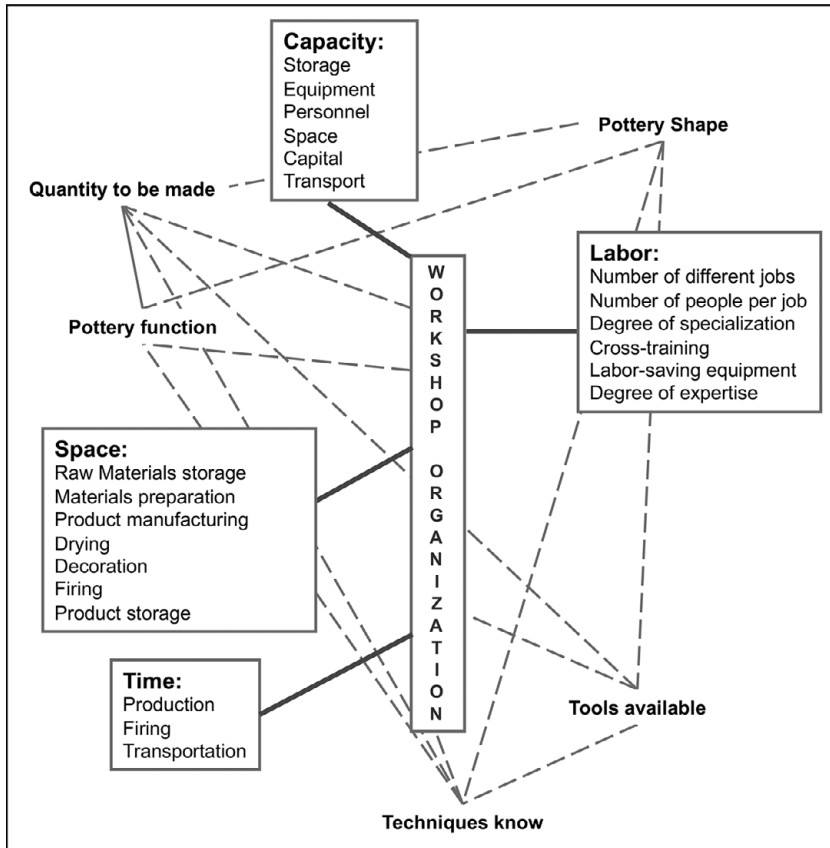 Capacity:
Storage
Equipment
Personnel
Space
Capital
Transport
Pottery Shape
Quantity to be made
Labor:
Number of different jobs
Number of people per job
Degree of specialization
Cross-training
Labor-saving equipment
Degree of expertise
WORKSHOP ORGANIZATION
Pottery function
Space:
Raw Materials storage
Materials preparation
Product manufacturing
Drying
Decoration
Firing
Product storage
Time:
Production
Firing
Transportation
Tools available
Techniques know